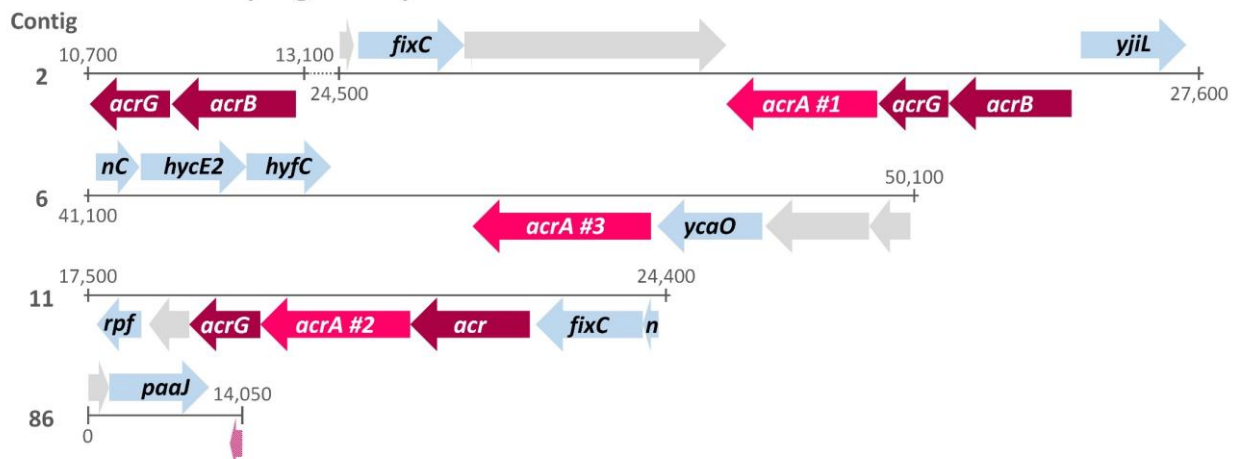 Contig
10,700 13,100 fixC yjiL
2
24,500 27,600
acrG acrB acrA #1 acrG acrB
nC hycE2 hyfC
50,100
6
41,100
acrA #3 ycaO
17,500 24,400
11
rpf acrG acrA #2 acr fixC n
paaJ 14,050
86
0